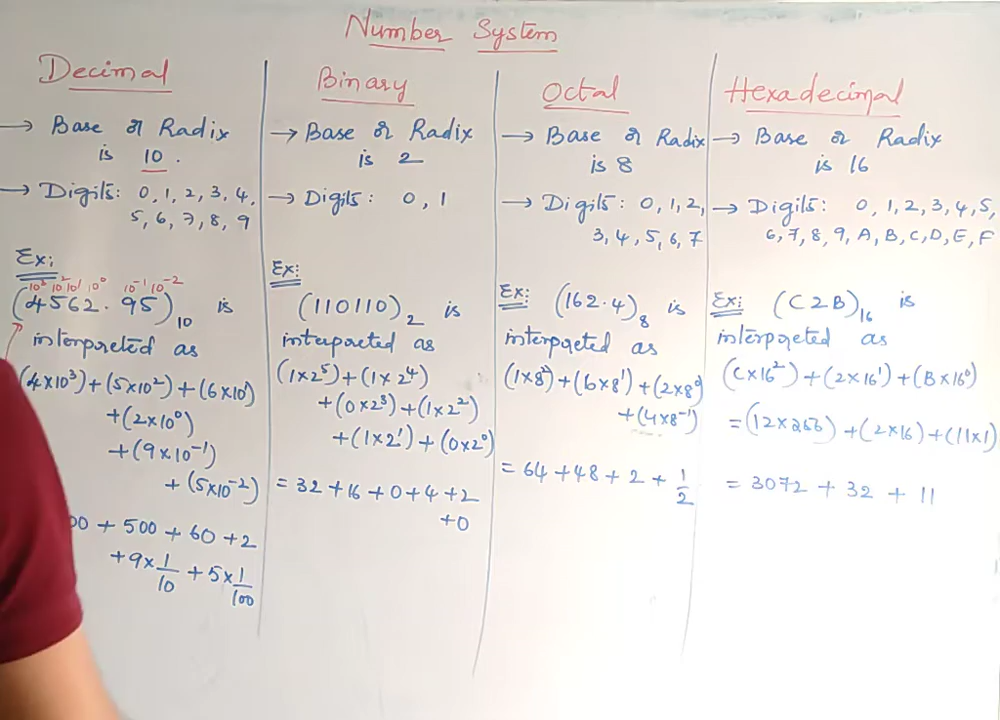 Number System
Decimal
→ Base or Radix
is 10.
→ Digits: 0, 1, 2, 3, 4,
5, 6, 7, 8, 9
Ex:
10³ 10² 10¹ 10⁰ 10⁻¹ 10⁻²
(4562.95)₁₀ is
interpreted as
(4×10³)+(5×10²)+(6×10¹)
+(2×10⁰)
+(9×10⁻¹)
+(5×10⁻²)
00 + 500 + 60 + 2
+9×1/10 + 5×1/100
Binary
→ Base or Radix
is 2
→ Digits: 0, 1
Ex:
(110110)₂ is
interpreted as
(1×2⁵)+(1×2⁴)
+(0×2³)+(1×2²)
+(1×2¹)+(0×2⁰)
= 32+16+0+4+2
+0
Octal
→ Base or Radix
is 8
→ Digits: 0, 1, 2,
3, 4, 5, 6, 7
Ex: (162.4)₈ is
interpreted as
(1×8²)+(6×8¹)+(2×8⁰)
+(4×8⁻¹)
= 64+48+2+1/2
Hexadecimal
→ Base or Radix
is 16
→ Digits: 0, 1, 2, 3, 4, 5,
6, 7, 8, 9, A, B, C, D, E, F
Ex: (C2B)₁₆ is
interpreted as
(C×16²)+(2×16¹)+(B×16⁰)
=(12×256)+(2×16)+(11×1)
= 3072 + 32 + 11